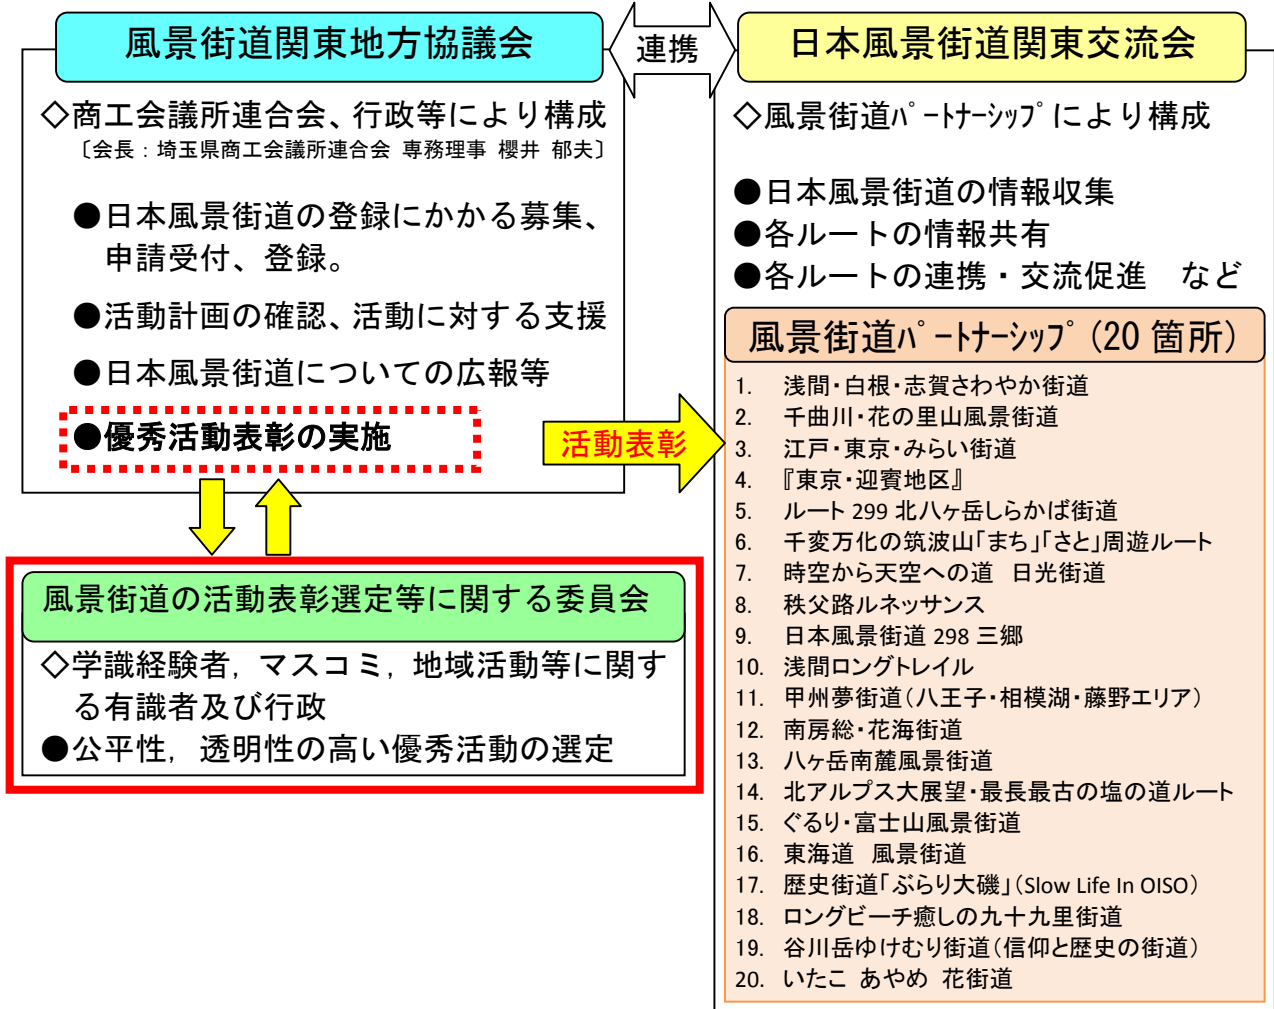 風景街道関東地方協議会
◇商工会議所連合会、行政等により構成
〔会長：埼玉県商工会議所連合会 専務理事 櫻井 郁夫〕
●日本風景街道の登録にかかる募集、
申請受付、登録。
●活動計画の確認、活動に対する支援
●日本風景街道についての広報等
●優秀活動表彰の実施
連携
活動表彰
風景街道の活動表彰選定等に関する委員会
◇学識経験者，マスコミ，地域活動等に関す
る有識者及び行政
●公平性，透明性の高い優秀活動の選定
日本風景街道関東交流会
◇風景街道ﾊﾟｰﾄﾅｰｼｯﾌﾟにより構成
●日本風景街道の情報収集
●各ルートの情報共有
●各ルートの連携・交流促進　など
風景街道ﾊﾟｰﾄﾅｰｼｯﾌﾟ（20 箇所）
1. 浅間・白根・志賀さわやか街道
2. 千曲川・花の里山風景街道
3. 江戸・東京・みらい街道
4. 『東京・迎賓地区』
5. ルート 299 北八ヶ岳しらかば街道
6. 千変万化の筑波山「まち」「さと」周遊ルート
7. 時空から天空への道　日光街道
8. 秩父路ルネッサンス
9. 日本風景街道 298 三郷
10. 浅間ロングトレイル
11. 甲州夢街道（八王子・相模湖・藤野エリア）
12. 南房総・花海街道
13. 八ヶ岳南麓風景街道
14. 北アルプス大展望・最長最古の塩の道ルート
15. ぐるり・富士山風景街道
16. 東海道　風景街道
17. 歴史街道「ぶらり大磯」（Slow Life In OISO）
18. ロングビーチ癒しの九十九里街道
19. 谷川岳ゆけむり街道（信仰と歴史の街道）
20. いたこ あやめ 花街道